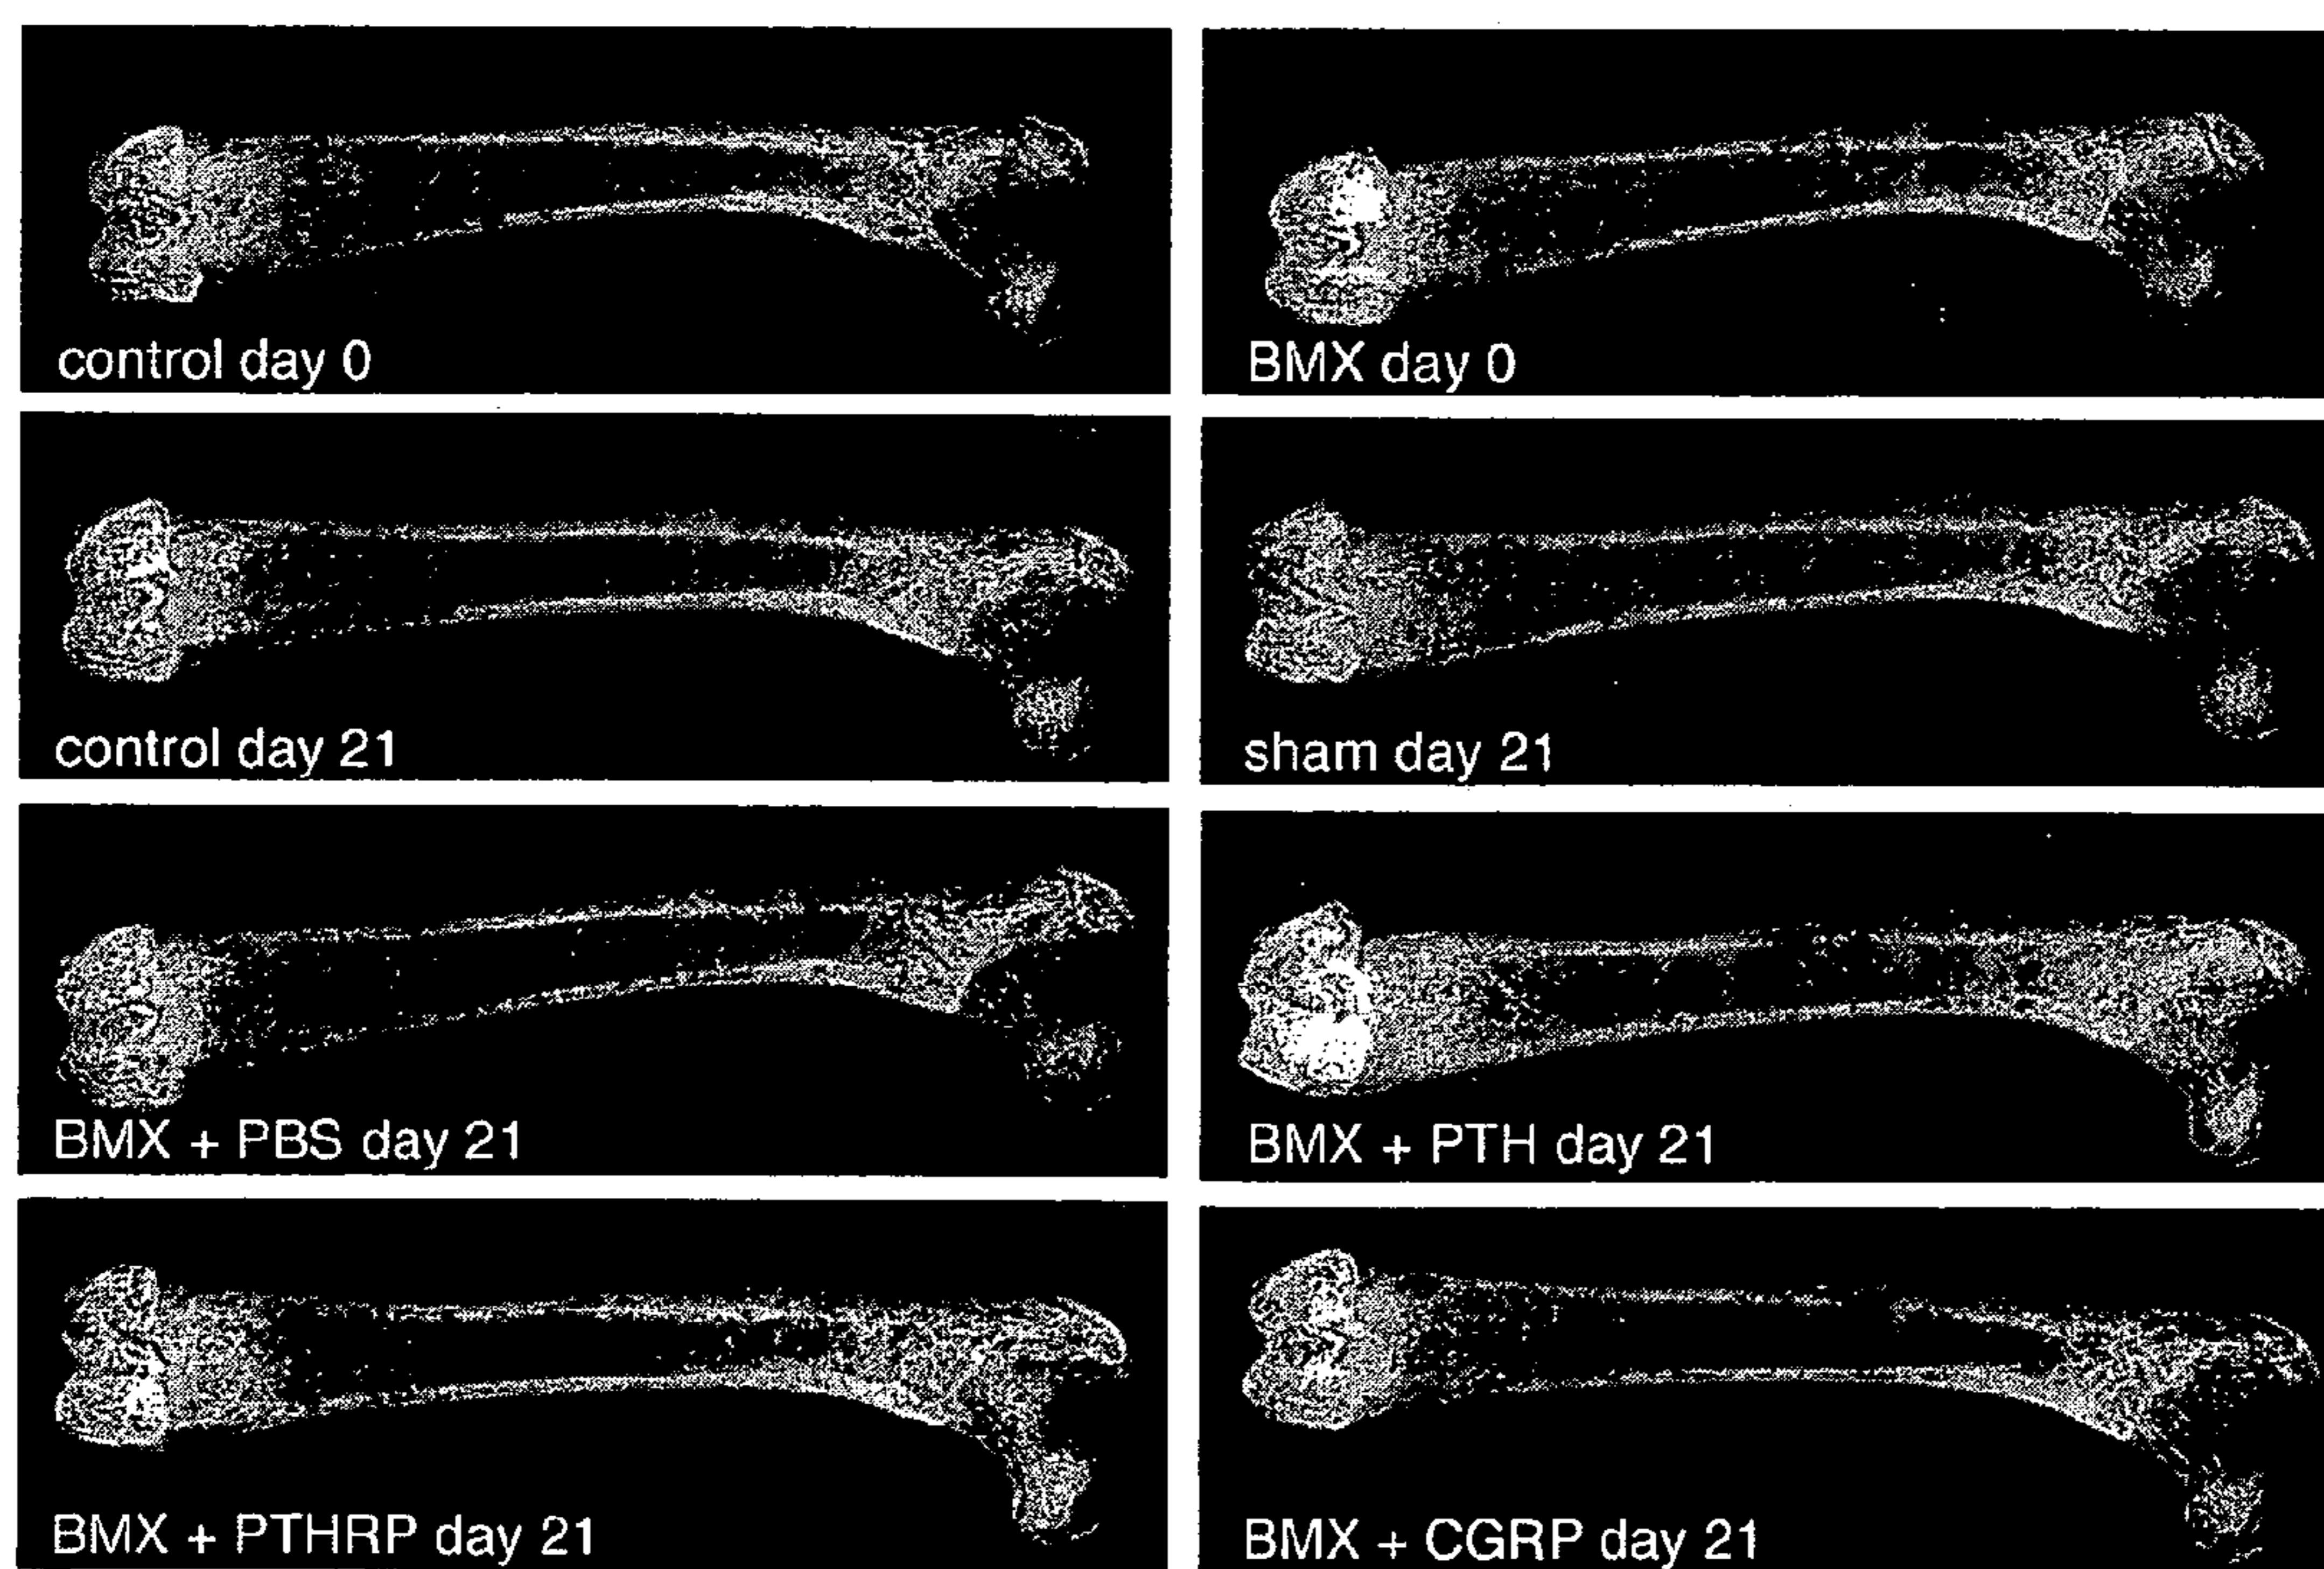 control day 0
BMX day 0
control day 21
sham day 21
BMX + PBS day 21
BMX + PTH day 21
BMX + PTHRP day 21
BMX + CGRP day 21